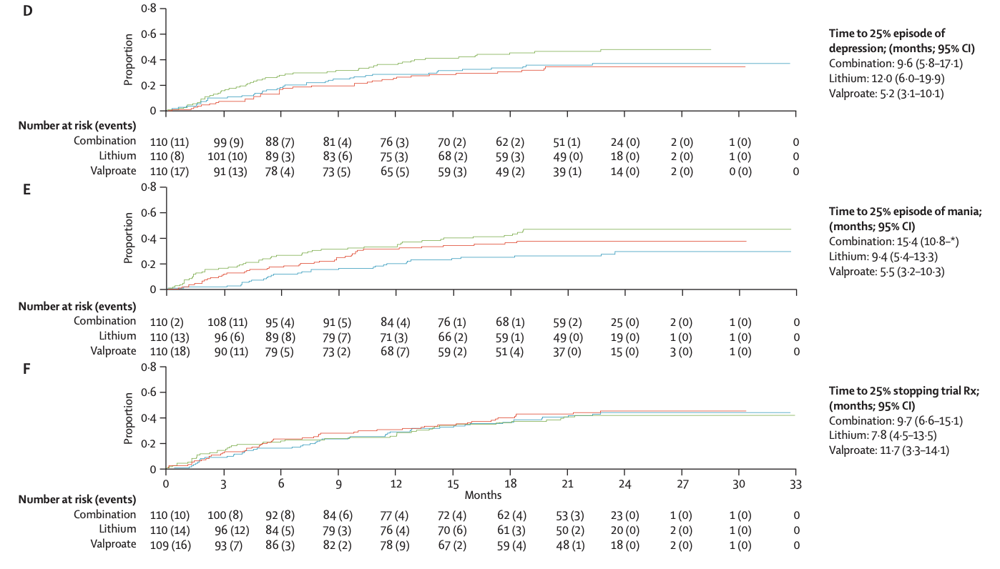 D
0·8
0·6
0·4
0·2
0
Proportion
Time to 25% episode of
depression; (months; 95% CI)
Combination: 9·6 (5·8–17·1)
Lithium: 12·0 (6·0–19·9)
Valproate: 5·2 (3·1–10·1)
Number at risk (events)
Combination 110 (11) 99 (9) 88 (7) 81 (4) 76 (3) 70 (2) 62 (2) 51 (1) 24 (0) 2 (0) 1 (0) 0
Lithium 110 (8) 101 (10) 89 (3) 83 (6) 75 (3) 68 (2) 59 (3) 49 (0) 18 (0) 2 (0) 1 (0) 0
Valproate 110 (17) 91 (13) 78 (4) 73 (5) 65 (5) 59 (3) 49 (2) 39 (1) 14 (0) 2 (0) 0 (0) 0
E
0·8
0·6
0·4
0·2
0
Proportion
Time to 25% episode of mania;
(months; 95% CI)
Combination: 15·4 (10·8–*)
Lithium: 9·4 (5·4–13·3)
Valproate: 5·5 (3·2–10·3)
Number at risk (events)
Combination 110 (2) 108 (11) 95 (4) 91 (5) 84 (4) 76 (1) 68 (1) 59 (2) 25 (0) 2 (0) 1 (0) 0
Lithium 110 (13) 96 (6) 89 (8) 79 (7) 71 (3) 66 (2) 59 (1) 49 (0) 19 (0) 1 (0) 1 (0) 0
Valproate 110 (18) 90 (11) 79 (5) 73 (2) 68 (7) 59 (2) 51 (4) 37 (0) 15 (0) 3 (0) 1 (0) 0
F
0·8
0·6
0·4
0·2
0
Proportion
Time to 25% stopping trial Rx;
(months; 95% CI)
Combination: 9·7 (6·6–15·1)
Lithium: 7·8 (4·5–13·5)
Valproate: 11·7 (3·3–14·1)
0 3 6 9 12 15 18 21 24 27 30 33
Months
Number at risk (events)
Combination 110 (10) 100 (8) 92 (8) 84 (6) 77 (4) 72 (4) 62 (4) 53 (3) 23 (0) 1 (0) 1 (0) 0
Lithium 110 (14) 96 (12) 84 (5) 79 (3) 76 (4) 70 (6) 61 (3) 50 (2) 20 (0) 2 (0) 1 (0) 0
Valproate 109 (16) 93 (7) 86 (3) 82 (2) 78 (9) 67 (2) 59 (4) 48 (1) 18 (0) 2 (0) 1 (0) 0